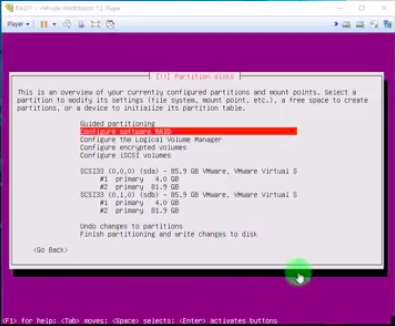 RAID1 - VMware Workstation 12 Player
Player
[!!] Partition disks
This is an overview of your currently configured partitions and mount points. Select a
partition to modify its settings (file system, mount point, etc.), a free space to create
partitions, or a device to initialize its partition table.
Guided partitioning
Configure software RAID
Configure the Logical Volume Manager
Configure encrypted volumes
Configure iSCSI volumes
SCSI33 (0,0,0) (sda) - 85.9 GB VMware, VMware Virtual S
#1 primary 4.0 GB
#2 primary 81.9 GB
SCSI33 (0,1,0) (sdb) - 85.9 GB VMware, VMware Virtual S
#1 primary 4.0 GB
#2 primary 81.9 GB
Undo changes to partitions
Finish partitioning and write changes to disk
<Go Back>
<F1> for help; <Tab> moves; <Space> selects; <Enter> activates buttons